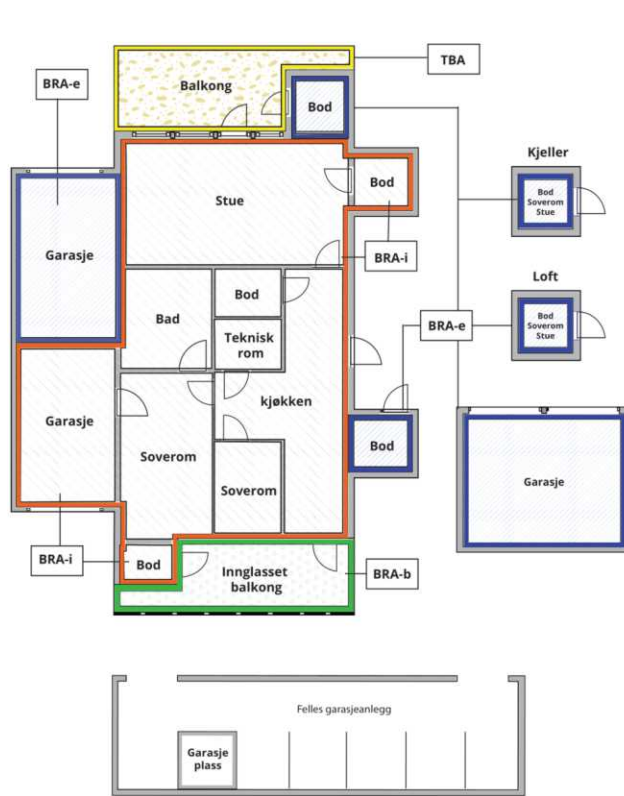 TBA
BRA-e
Balkong
Bod
Kjeller
Stue
Bod
Bod
Soverom
Stue
Garasje
BRA-i
Loft
Bod
Bad
Teknisk
rom
BRA-e
Bod
Soverom
Stue
kjøkken
Garasje
Bod
Soverom
Soverom
Garasje
BRA-i
Bod
Innglasset
balkong
BRA-b
Felles garasjeanlegg
Garasje
plass